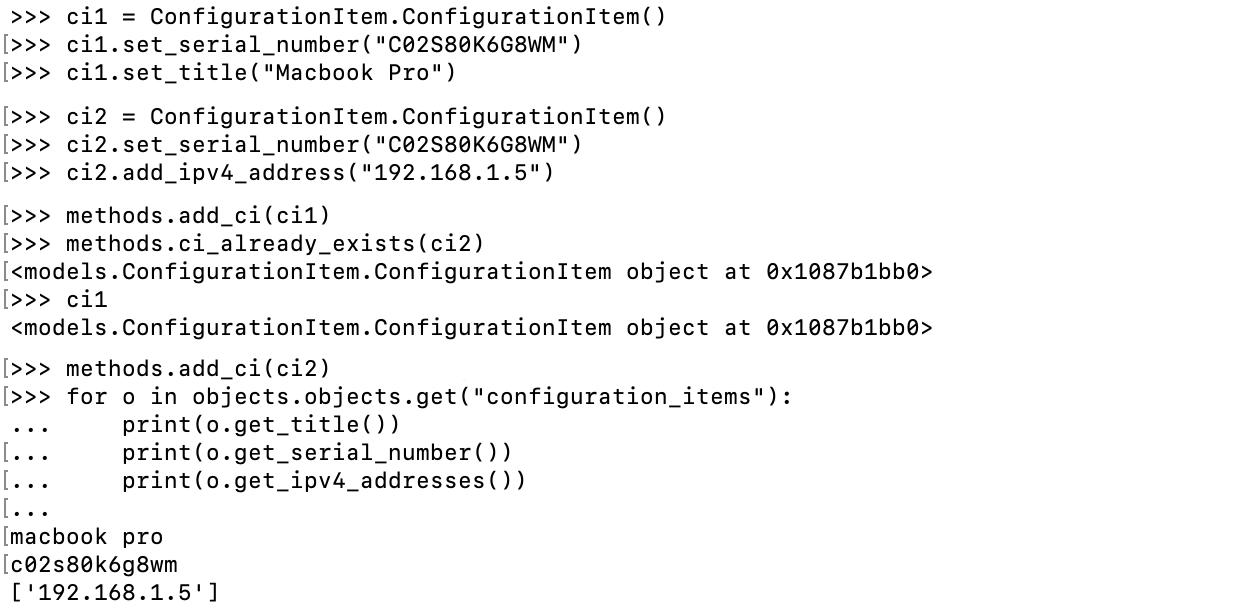 >>> ci1 = ConfigurationItem.ConfigurationItem()
[>>> ci1.set_serial_number("C02S80K6G8WM")
[>>> ci1.set_title("Macbook Pro")
[>>> ci2 = ConfigurationItem.ConfigurationItem()
[>>> ci2.set_serial_number("C02S80K6G8WM")
[>>> ci2.add_ipv4_address("192.168.1.5")
[>>> methods.add_ci(ci1)
[>>> methods.ci_already_exists(ci2)
[<models.ConfigurationItem.ConfigurationItem object at 0x1087b1bb0>
[>>> ci1
<models.ConfigurationItem.ConfigurationItem object at 0x1087b1bb0>
[>>> methods.add_ci(ci2)
[>>> for o in objects.objects.get("configuration_items"):
...     print(o.get_title())
[...     print(o.get_serial_number())
[...     print(o.get_ipv4_addresses())
[...
[macbook pro
[c02s80k6g8wm
['192.168.1.5']